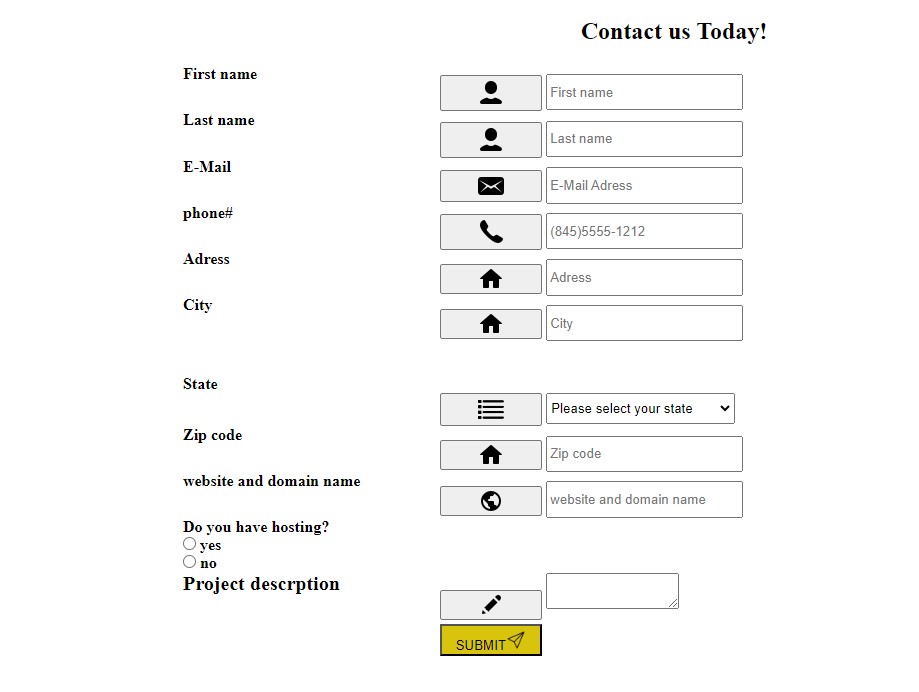 Contact us Today!
First name
First name
Last name
Last name
E-Mail
E-Mail Adress
phone#
(845)5555-1212
Adress
Adress
City
City
State
Please select your state
Zip code
Zip code
website and domain name
website and domain name
Do you have hosting?
yes
no
Project descrption
SUBMIT